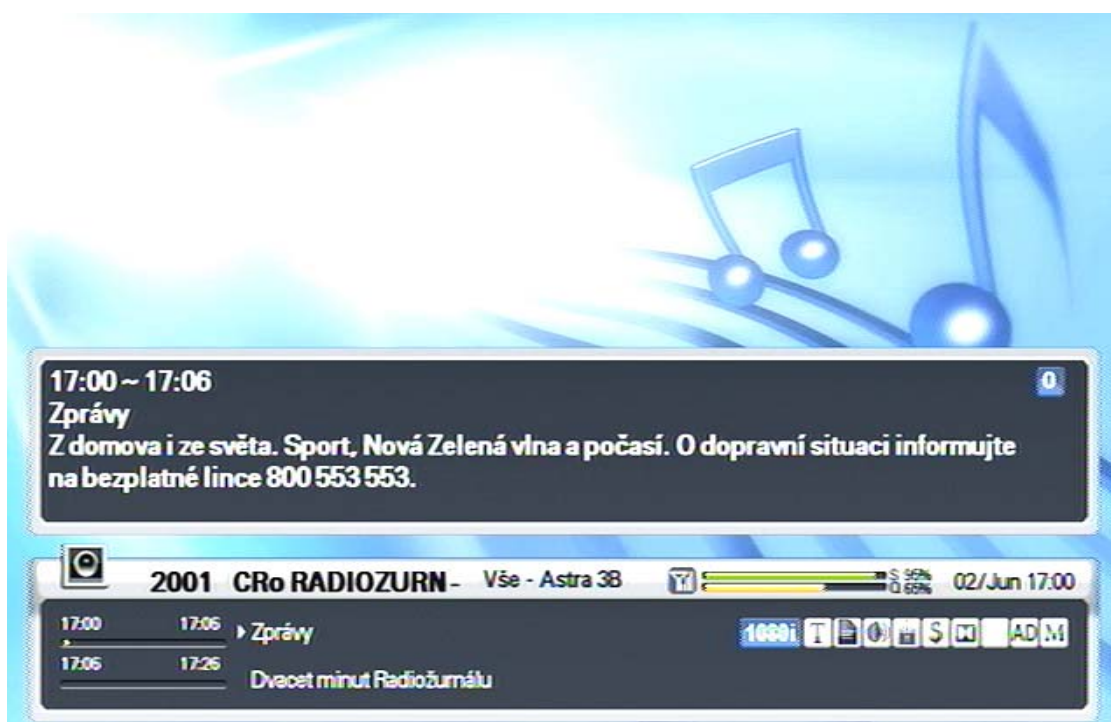 17:00 ~ 17:06
0
Zprávy
Z domova i ze světa. Sport, Nová Zelená vlna a počasí. O dopravní situaci informujte
na bezplatné lince 800 553 553.
2001 CRo RADIOZURN - Vše - Astra 3B S 95% 02/Jun 17:00
Q 65%
17:00 17:06 Zprávy 1080i T $ AD M
17:06 17:26 Dvacet minut Radiožurnálu